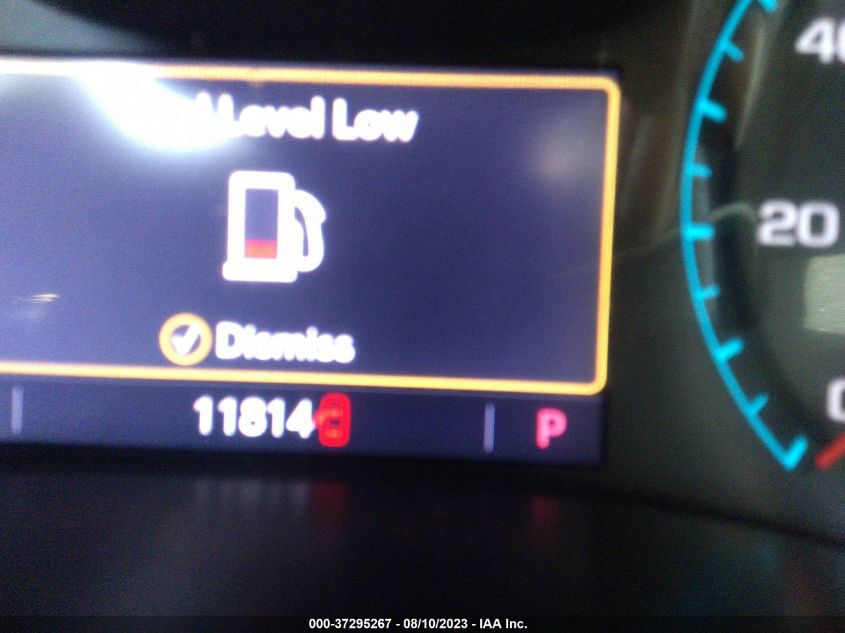 Level Low
Dismiss
11814
P
20
000-37295267 - 08/10/2023 - IAA Inc.